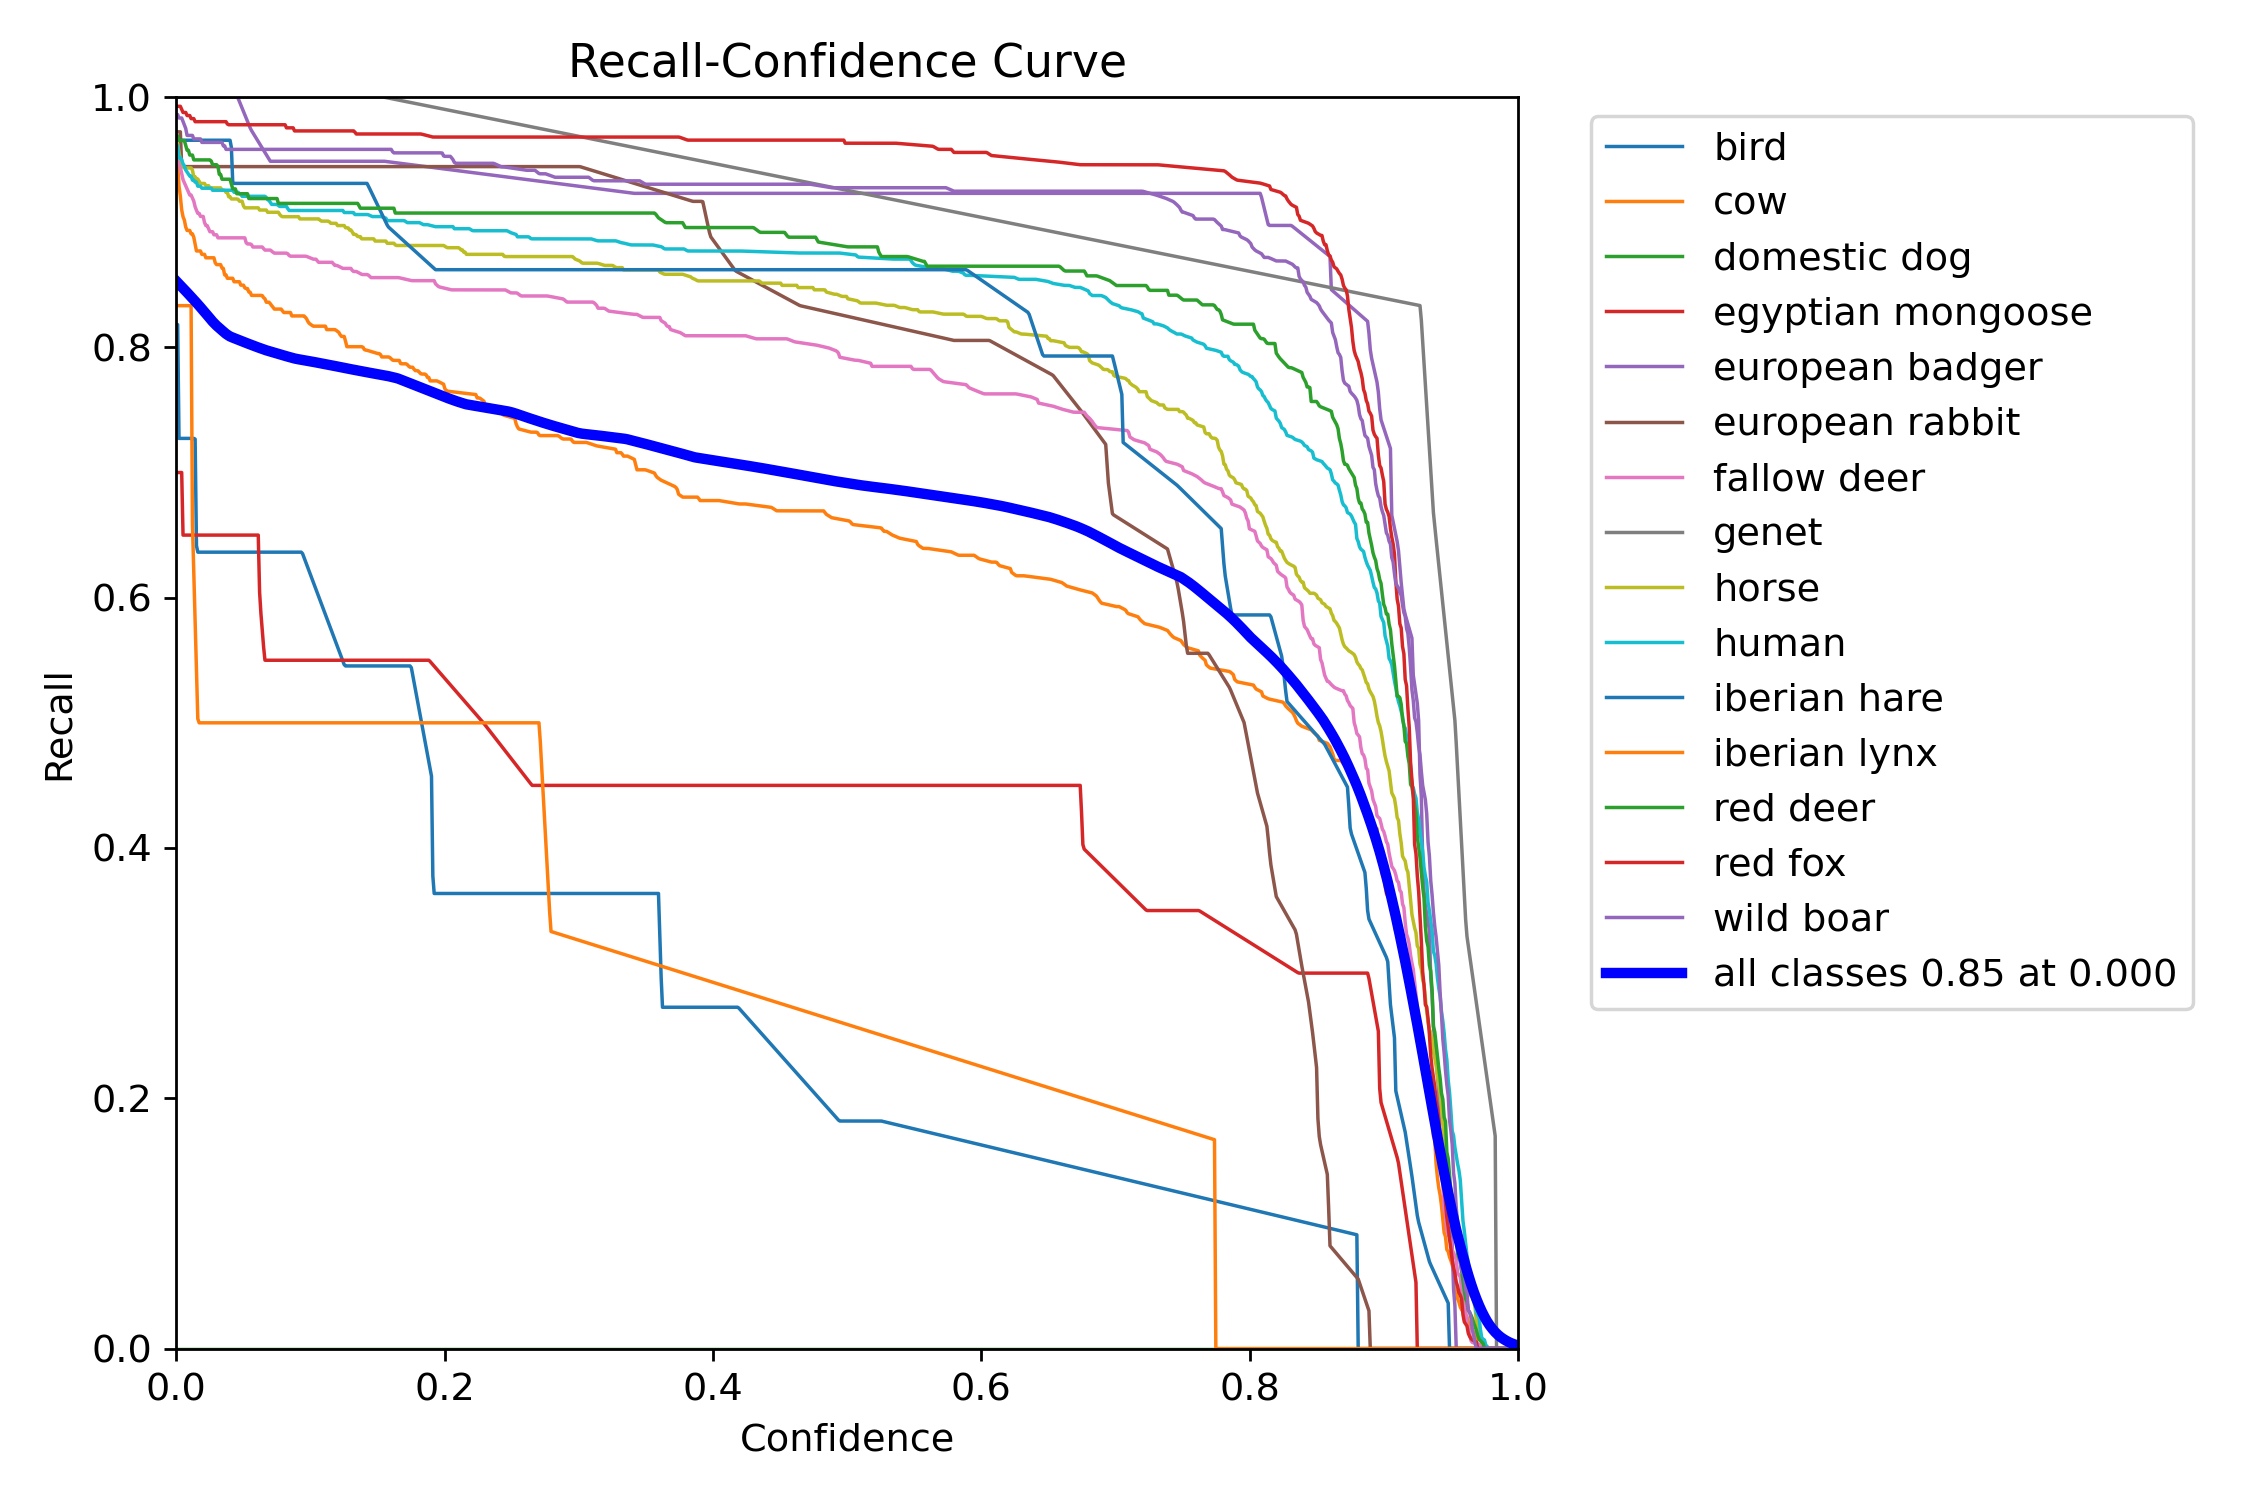 Recall-Confidence Curve
1.0
0.8
0.6
0.4
0.2
0.0
Recall
0.0 0.2 0.4 0.6 0.8 1.0
Confidence
bird
cow
domestic dog
egyptian mongoose
european badger
european rabbit
fallow deer
genet
horse
human
iberian hare
iberian lynx
red deer
red fox
wild boar
all classes 0.85 at 0.000